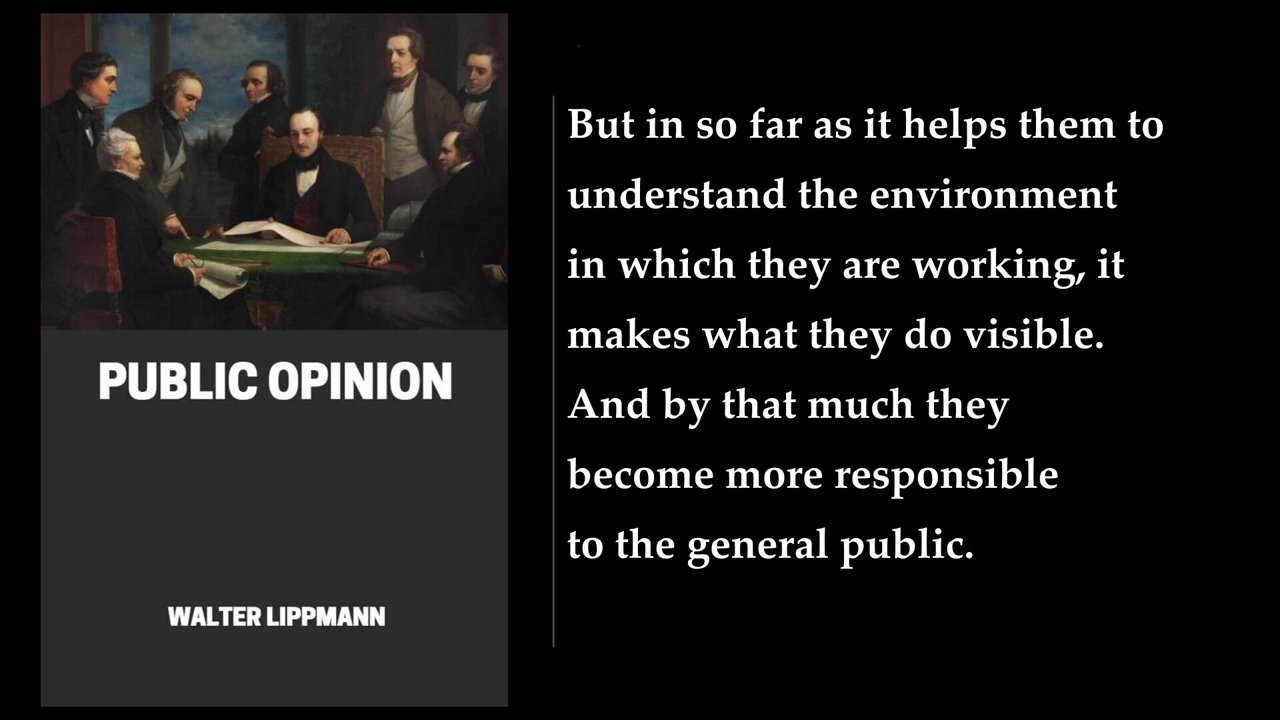 PUBLIC OPINION
WALTER LIPPMANN
But in so far as it helps them to
understand the environment
in which they are working, it
makes what they do visible.
And by that much they
become more responsible
to the general public.